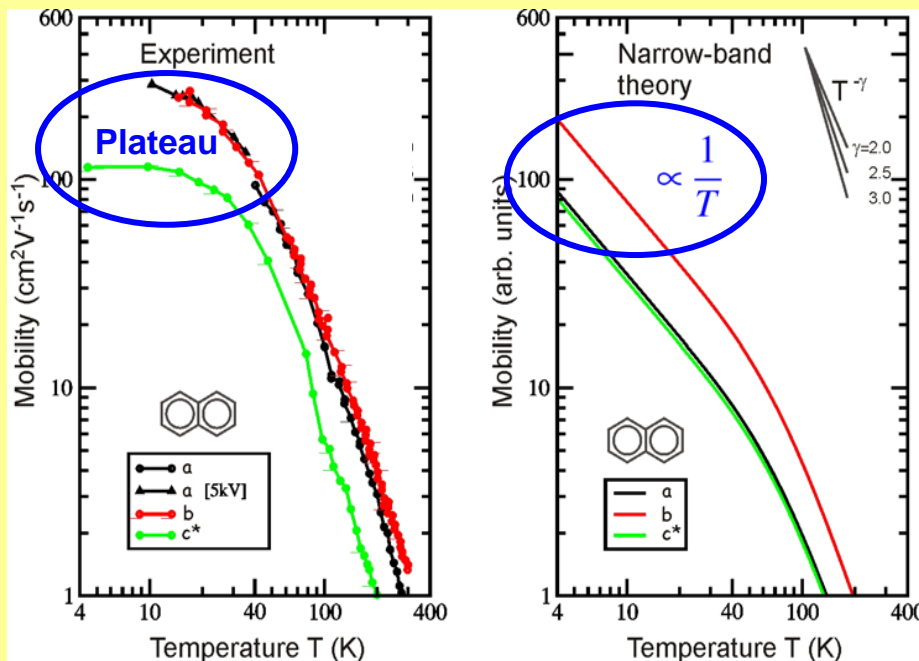 Experiment
Plateau
Mobility (cm²V⁻¹s⁻¹)
600
100
10
1
a
a [5kV]
b
c*
4
10
40
100
400
Temperature T (K)
Narrow-band
theory
T⁻ᵞ
γ=2.0
2.5
3.0
∝ 1/T
Mobility (arb. units)
600
100
10
1
a
b
c*
4
10
40
100
400
Temperature T (K)